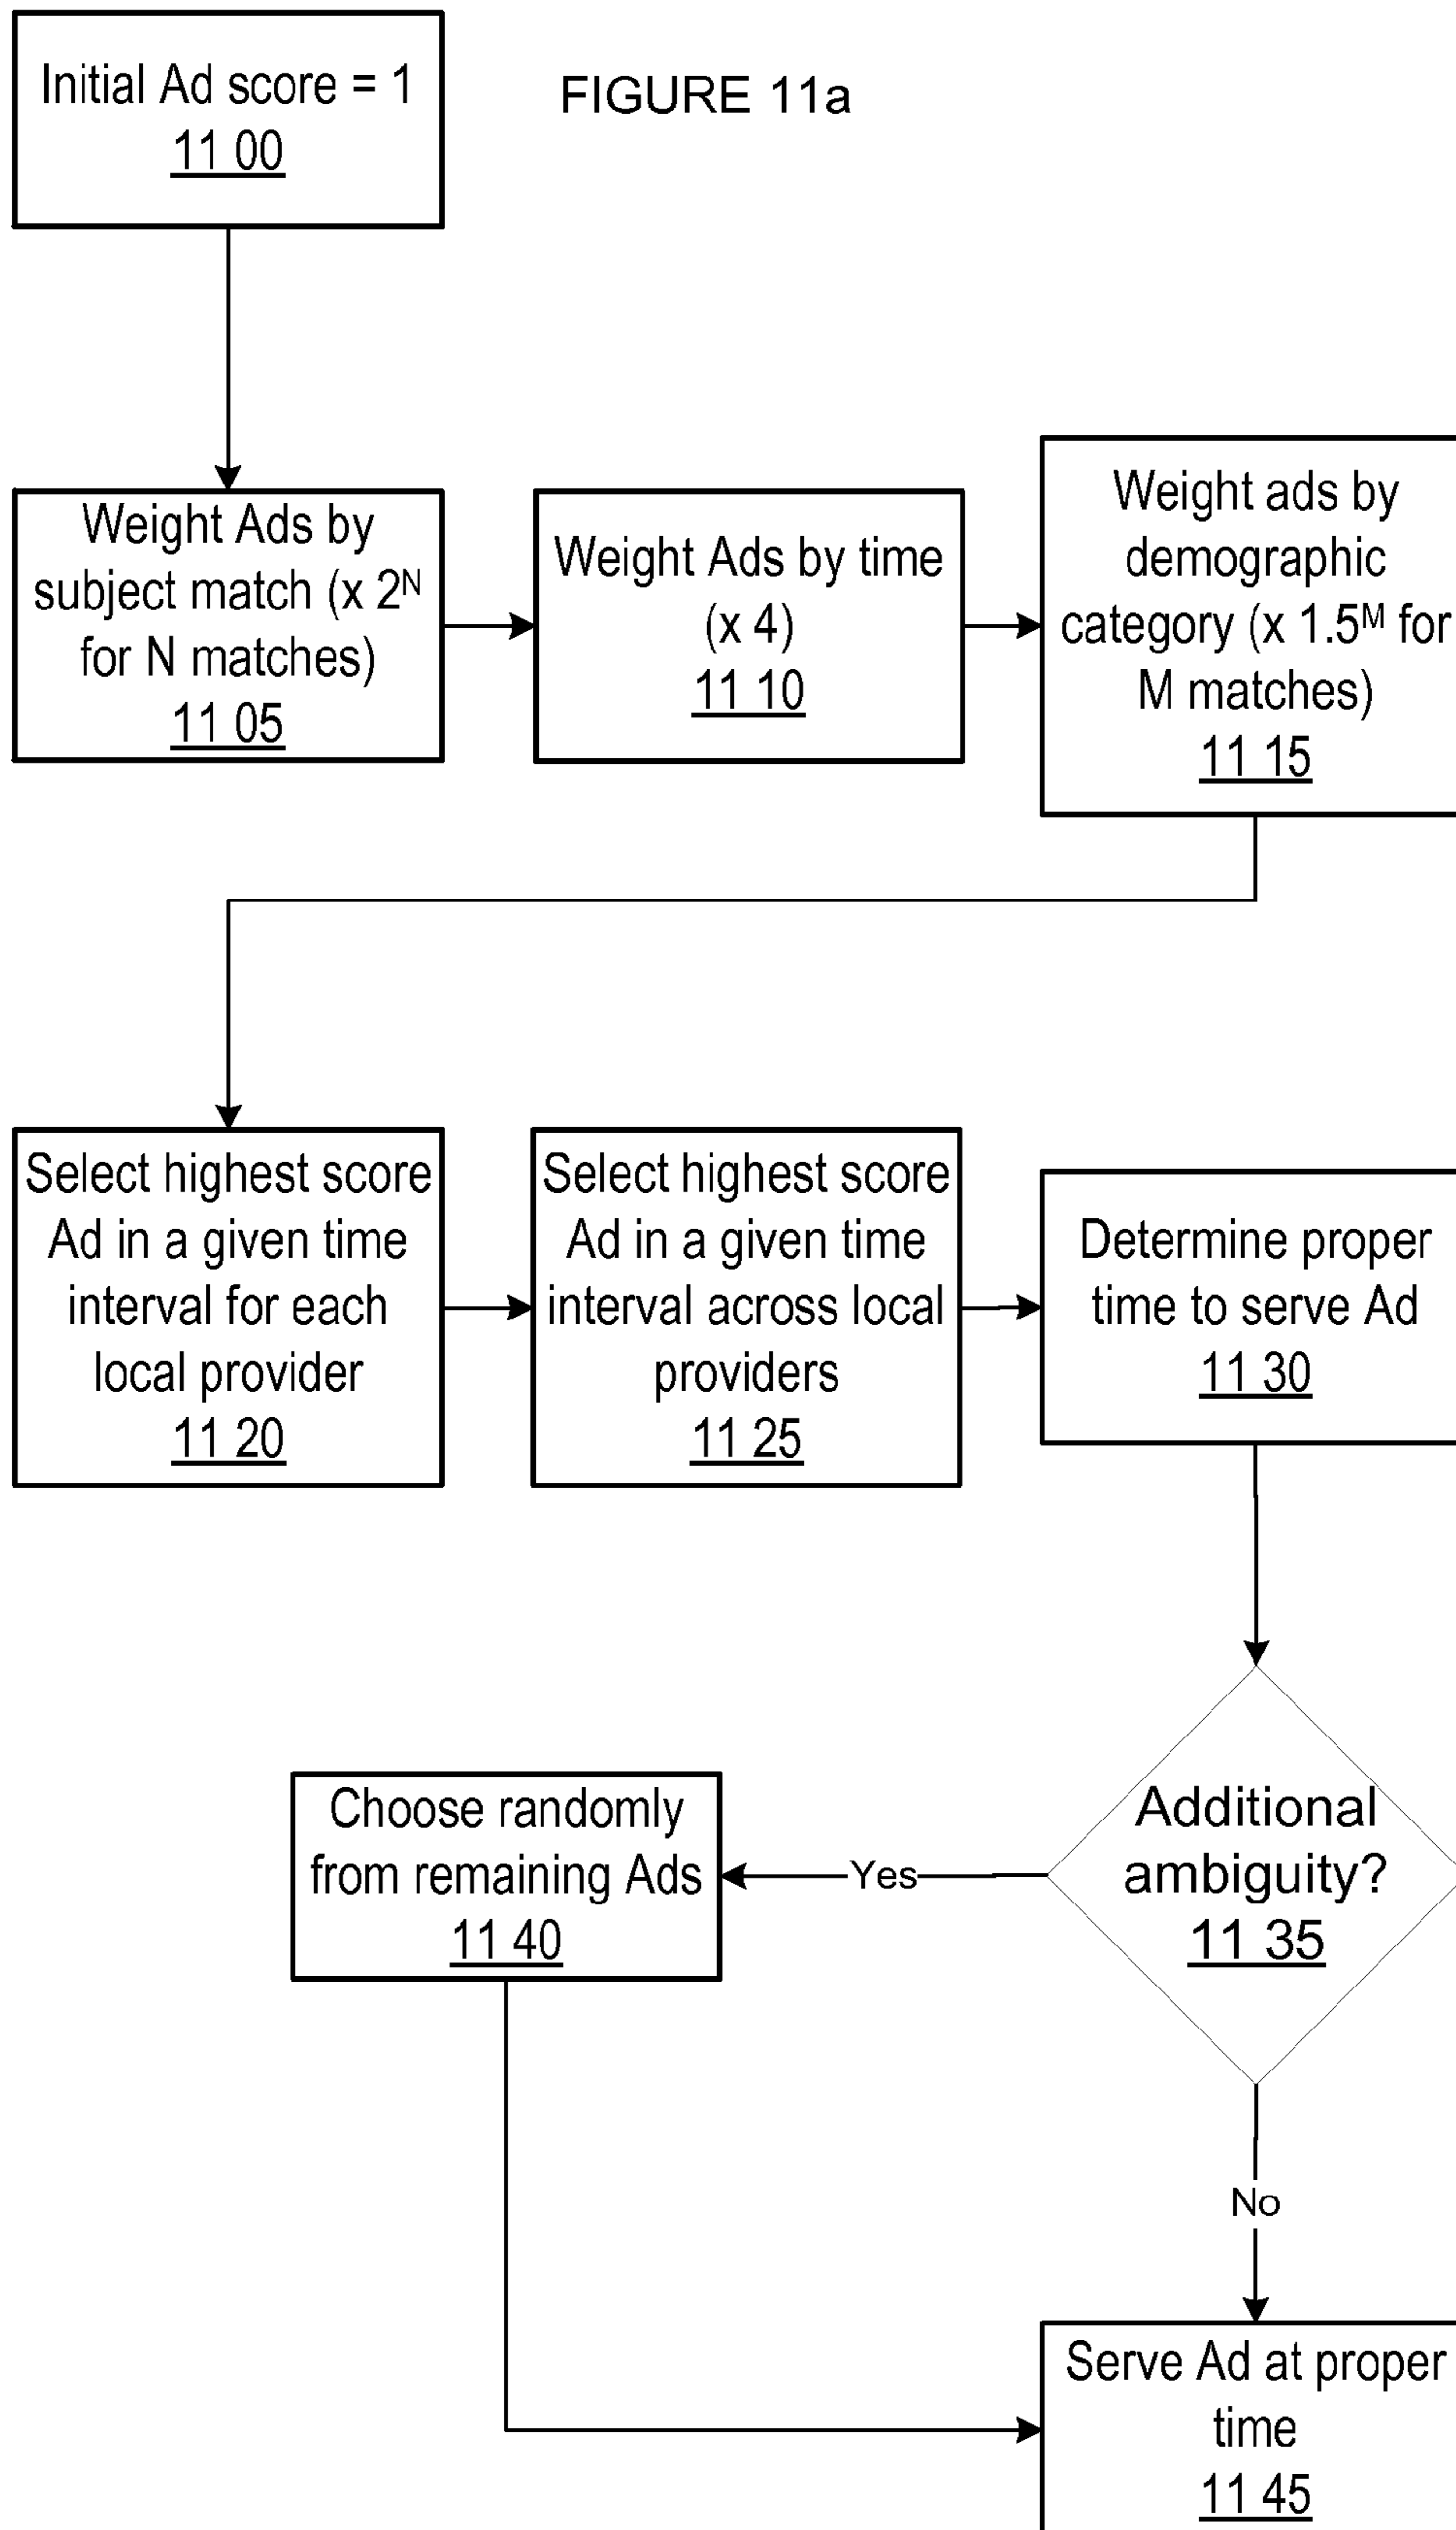 Initial Ad score = 1
11 00
FIGURE 11a
Weight Ads by
subject match (x 2ᴺ
for N matches)
11 05
Weight Ads by time
(x 4)
11 10
Weight ads by
demographic
category (x 1.5ᴹ for
M matches)
11 15
Select highest score
Ad in a given time
interval for each
local provider
11 20
Select highest score
Ad in a given time
interval across local
providers
11 25
Determine proper
time to serve Ad
11 30
Additional
ambiguity?
11 35
Yes
Choose randomly
from remaining Ads
11 40
No
Serve Ad at proper
time
11 45